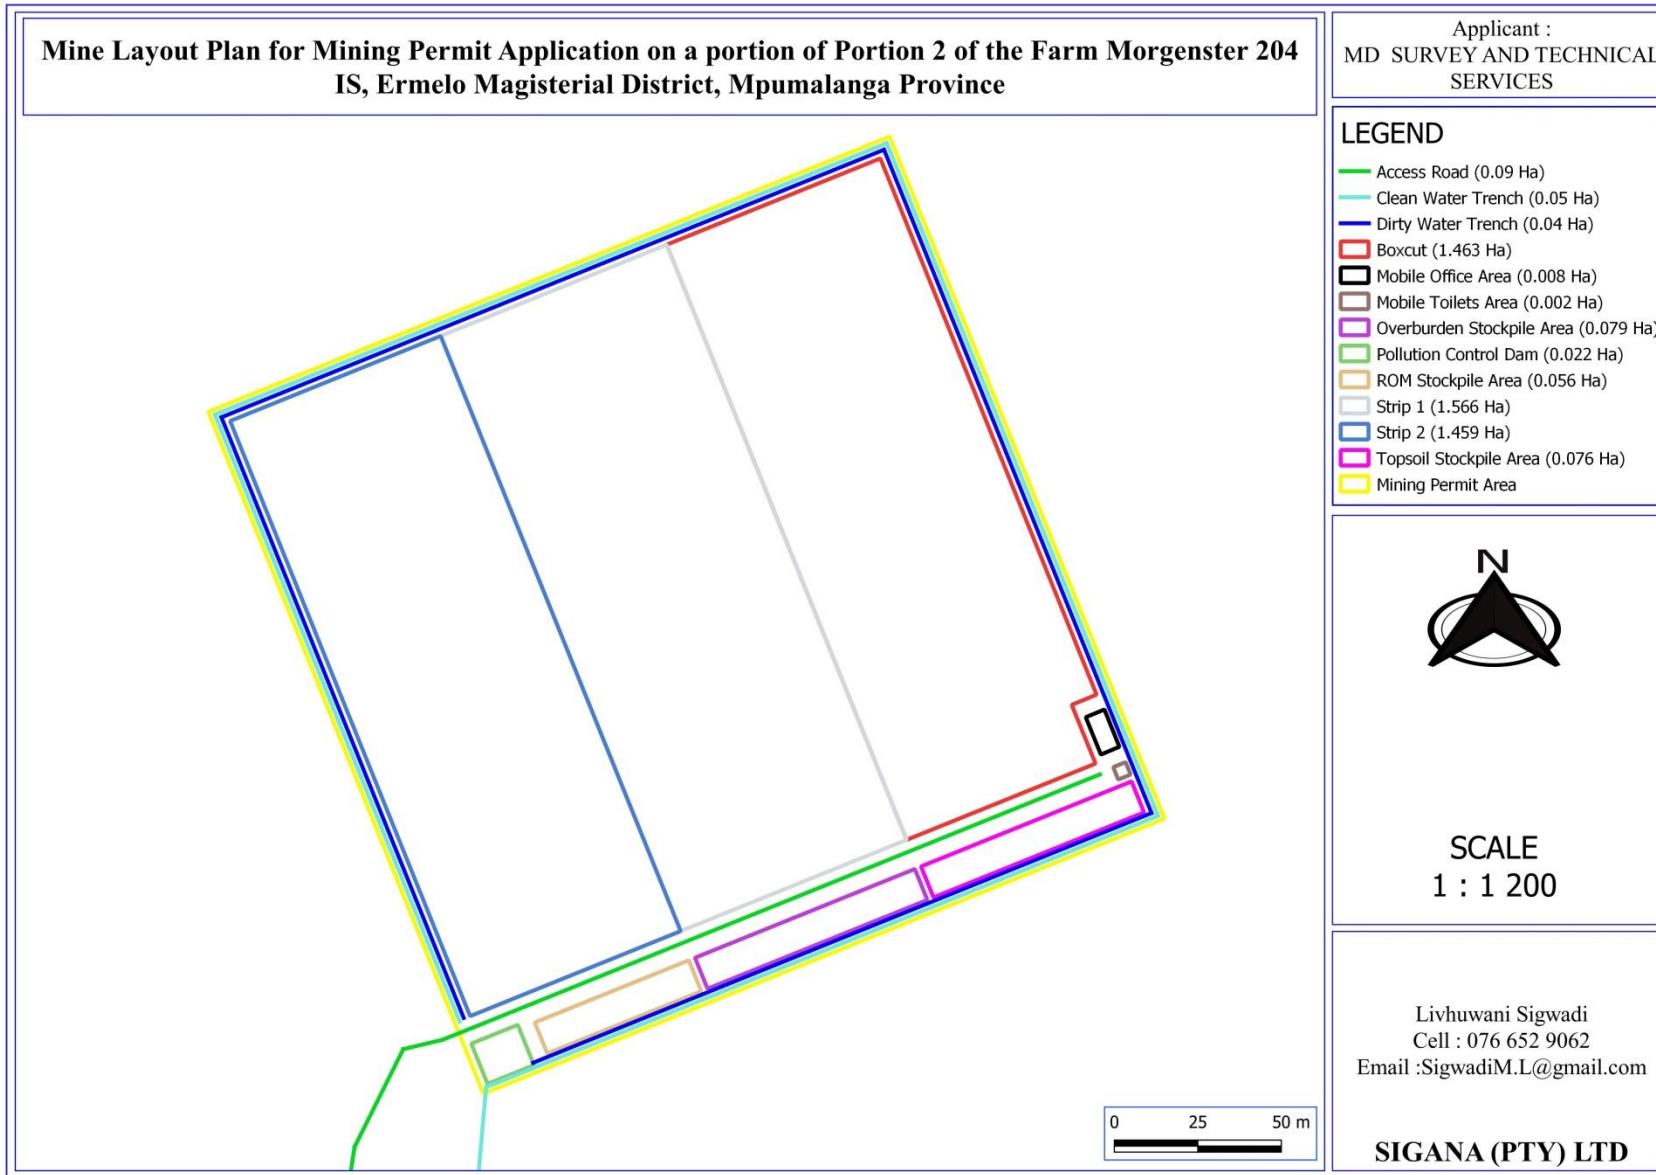 Mine Layout Plan for Mining Permit Application on a portion of Portion 2 of the Farm Morgenster 204
IS, Ermelo Magisterial District, Mpumalanga Province
Applicant :
MD SURVEY AND TECHNICAL
SERVICES
LEGEND
Access Road (0.09 Ha)
Clean Water Trench (0.05 Ha)
Dirty Water Trench (0.04 Ha)
Boxcut (1.463 Ha)
Mobile Office Area (0.008 Ha)
Mobile Toilets Area (0.002 Ha)
Overburden Stockpile Area (0.079 Ha)
Pollution Control Dam (0.022 Ha)
ROM Stockpile Area (0.056 Ha)
Strip 1 (1.566 Ha)
Strip 2 (1.459 Ha)
Topsoil Stockpile Area (0.076 Ha)
Mining Permit Area
N
SCALE
1 : 1 200
0 25 50 m
Livhuwani Sigwadi
Cell : 076 652 9062
Email :SigwadiM.L@gmail.com
SIGANA (PTY) LTD